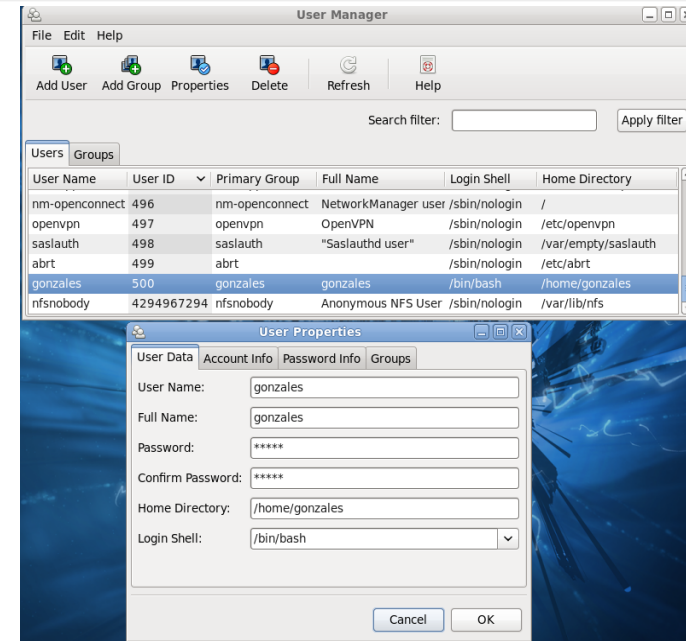 User Manager
File Edit Help
Add User Add Group Properties Delete Refresh Help
Search filter: Apply filter
Users Groups
User Name User ID Primary Group Full Name Login Shell Home Directory
nm-openconnect 496 nm-openconnect NetworkManager user /sbin/nologin /
openvpn 497 openvpn OpenVPN /sbin/nologin /etc/openvpn
saslauth 498 saslauth "Saslauthd user" /sbin/nologin /var/empty/saslauth
abrt 499 abrt /sbin/nologin /etc/abrt
gonzales 500 gonzales gonzales /bin/bash /home/gonzales
nfsnobody 4294967294 nfsnobody Anonymous NFS User /sbin/nologin /var/lib/nfs
User Properties
User Data Account Info Password Info Groups
User Name: gonzales
Full Name: gonzales
Password: *****
Confirm Password: *****
Home Directory: /home/gonzales
Login Shell: /bin/bash
Cancel OK